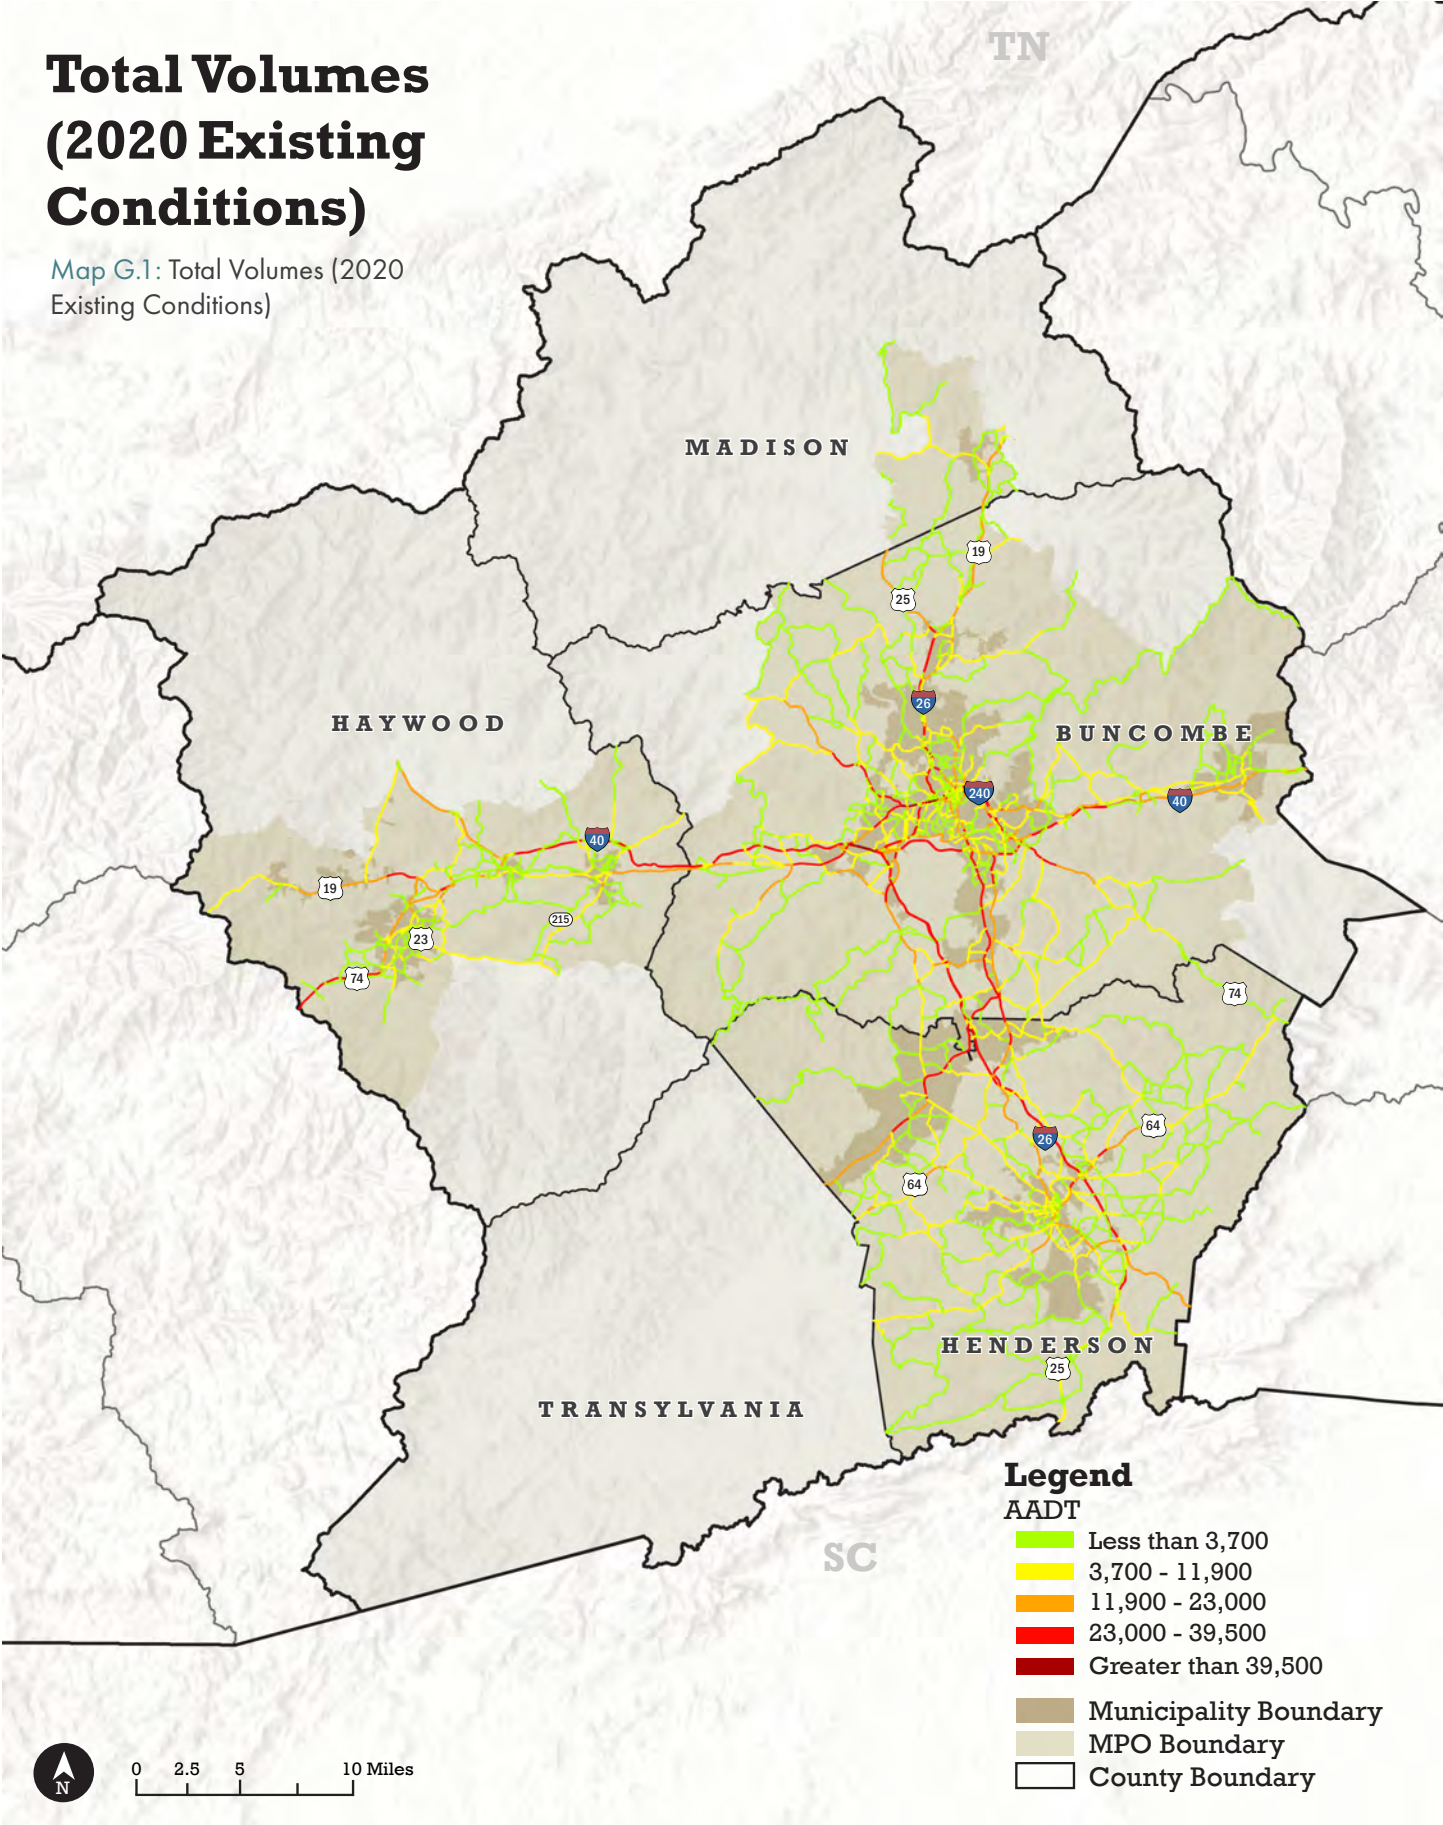 Total Volumes
(2020 Existing
Conditions)
Map G.1: Total Volumes (2020
Existing Conditions)
TN
MADISON
19
25
26
HAYWOOD
BUNCOMBE
240
40
40
19
215
23
74
74
64
26
64
HENDERSON
25
TRANSYLVANIA
SC
Legend
AADT
Less than 3,700
3,700 - 11,900
11,900 - 23,000
23,000 - 39,500
Greater than 39,500
Municipality Boundary
MPO Boundary
County Boundary
N
0 2.5 5 10 Miles